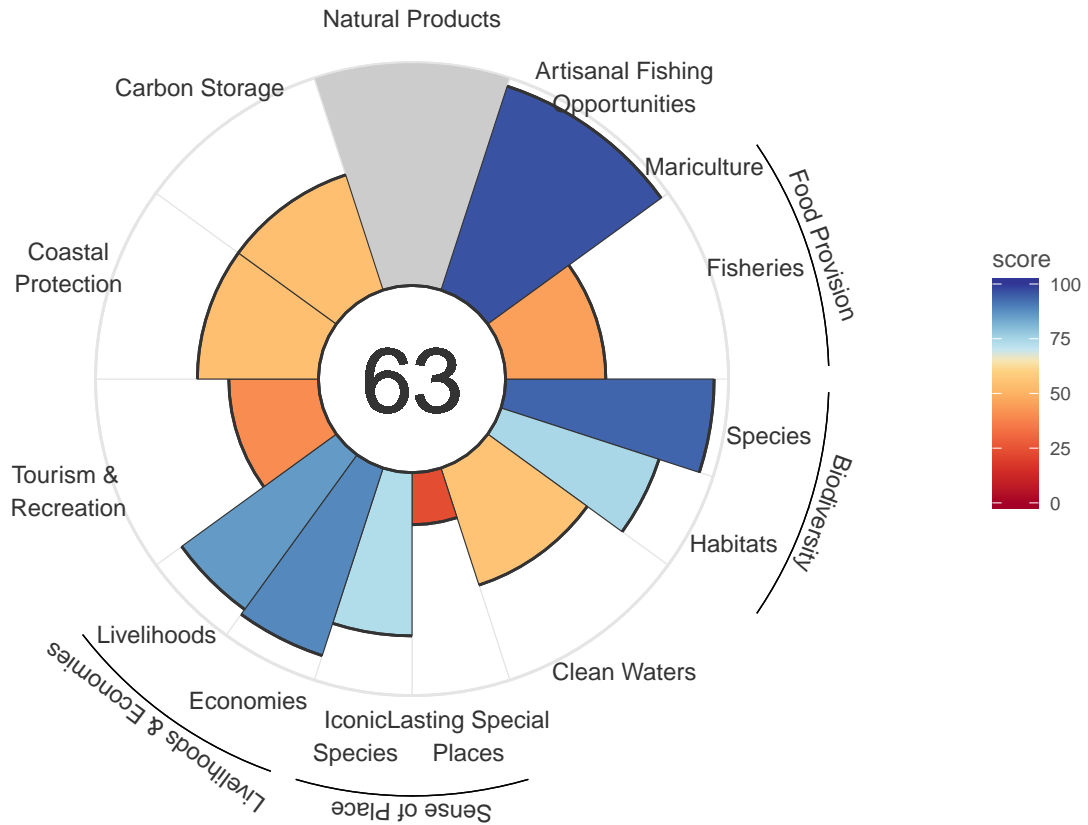 Natural Products
Artisanal Fishing
Opportunities
Carbon Storage
Mariculture
Food Provision
Fisheries
Coastal
Protection
score
100
75
50
25
0
63
Species
Biodiversity
Habitats
Tourism &
Recreation
Livelihoods
Clean Waters
Economies
Livelihoods & Economies
Iconic
Species
Lasting Special
Places
Sense of Place